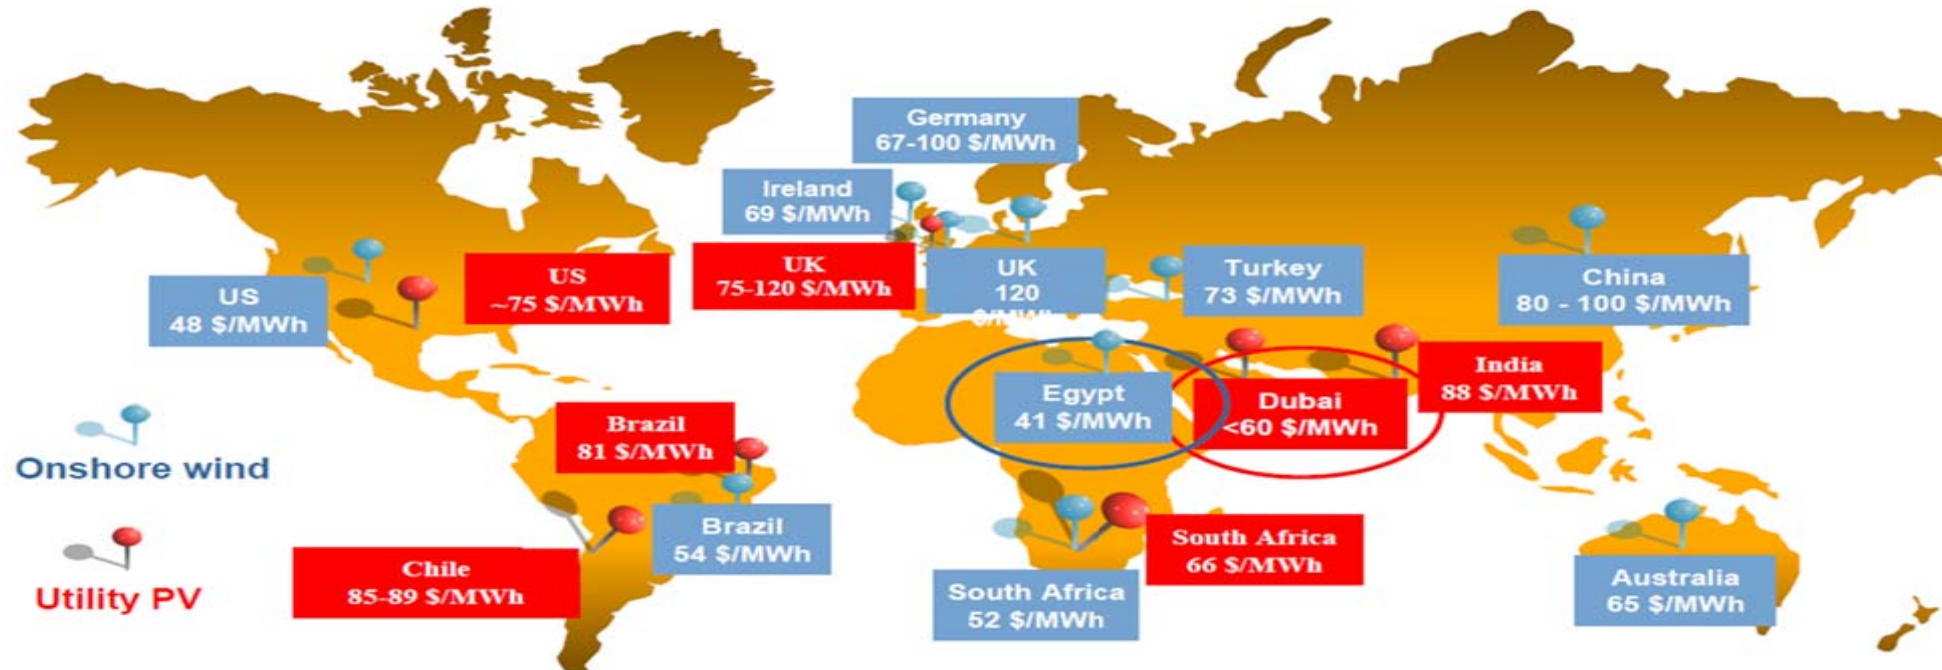 Germany
67-100 $/MWh
Ireland
69 $/MWh
UK
75-120 $/MWh
UK
120
$/MWh
Turkey
73 $/MWh
China
80 - 100 $/MWh
US
48 $/MWh
US
~75 $/MWh
Egypt
41 $/MWh
Dubai
<60 $/MWh
India
88 $/MWh
Brazil
81 $/MWh
Brazil
54 $/MWh
Chile
85-89 $/MWh
South Africa
66 $/MWh
South Africa
52 $/MWh
Australia
65 $/MWh
Onshore wind
Utility PV